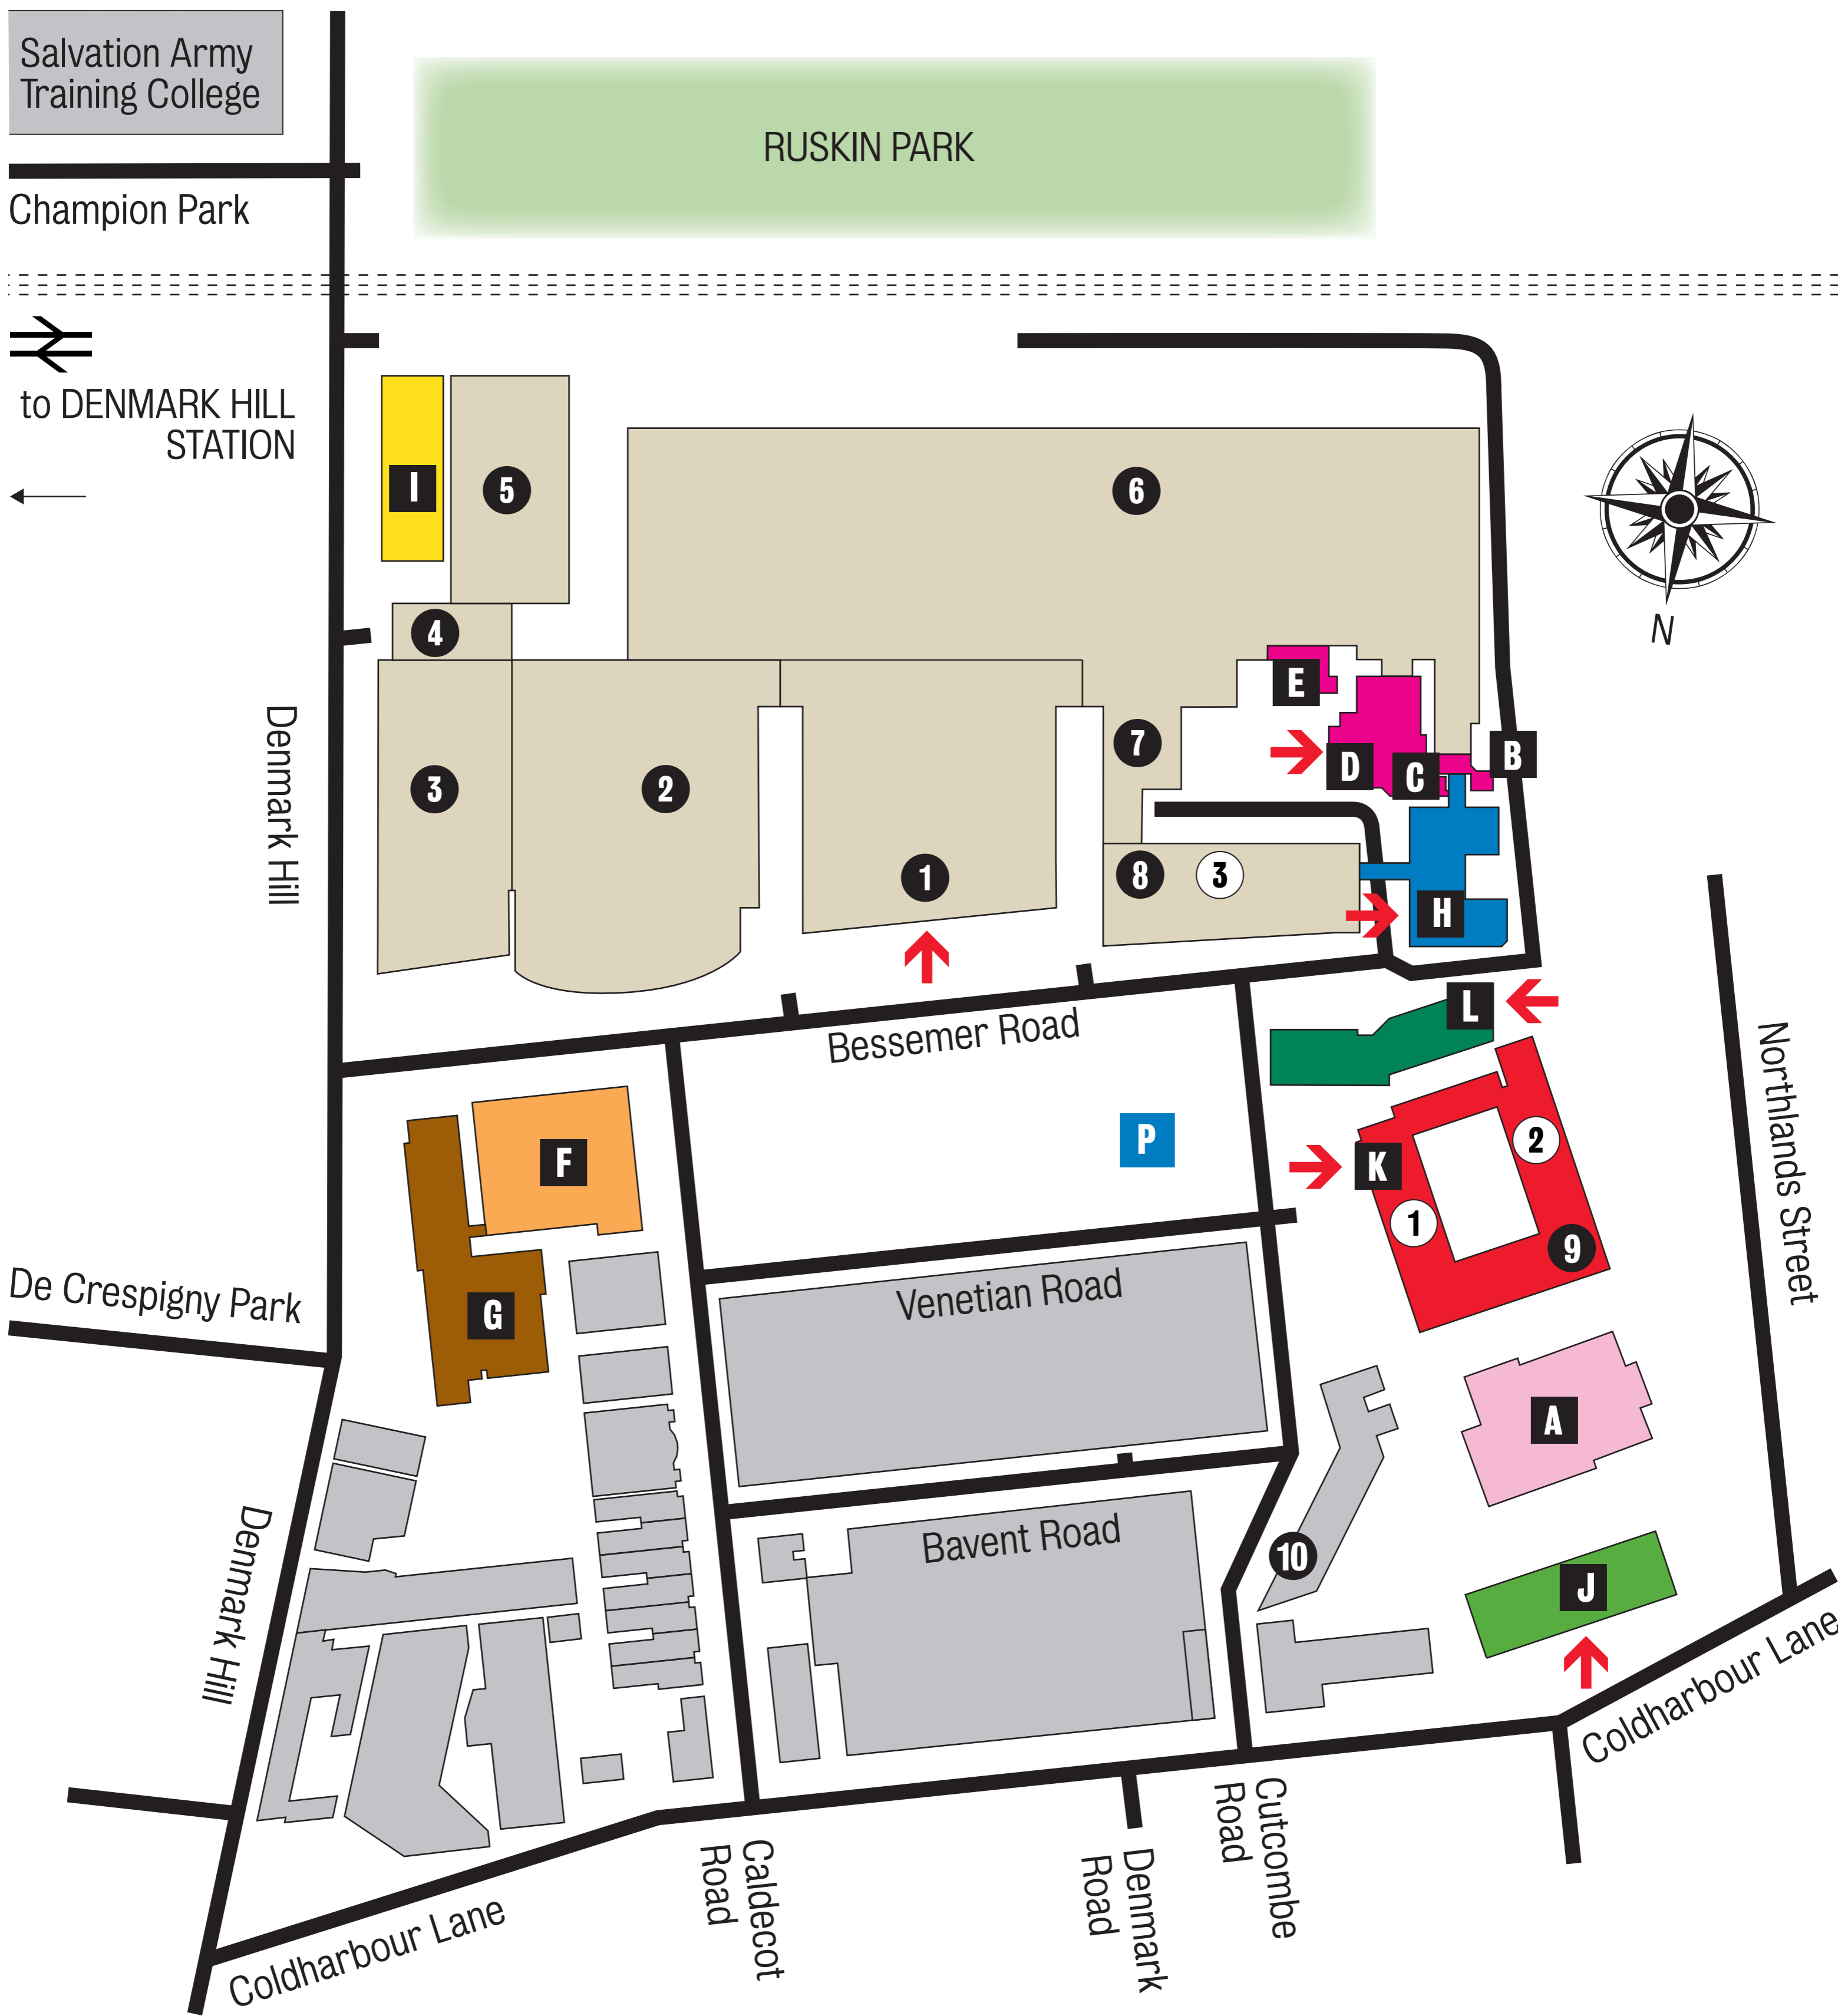 Salvation Army
Training College
RUSKIN PARK
Champion Park
to DENMARK HILL
STATION
I
5
6
4
N
E
Denmark Hill
3
2
7
D
C
B
1
8
3
H
L
Bessemer Road
Northlands Street
F
P
K
2
1
9
De Crespigny Park
G
Venetian Road
A
Denmark Hill
Bavent Road
10
J
Coldharbour Lane
Cutcombe
Road
Caldecot
Road
Denmark
Road
Coldharbour Lane